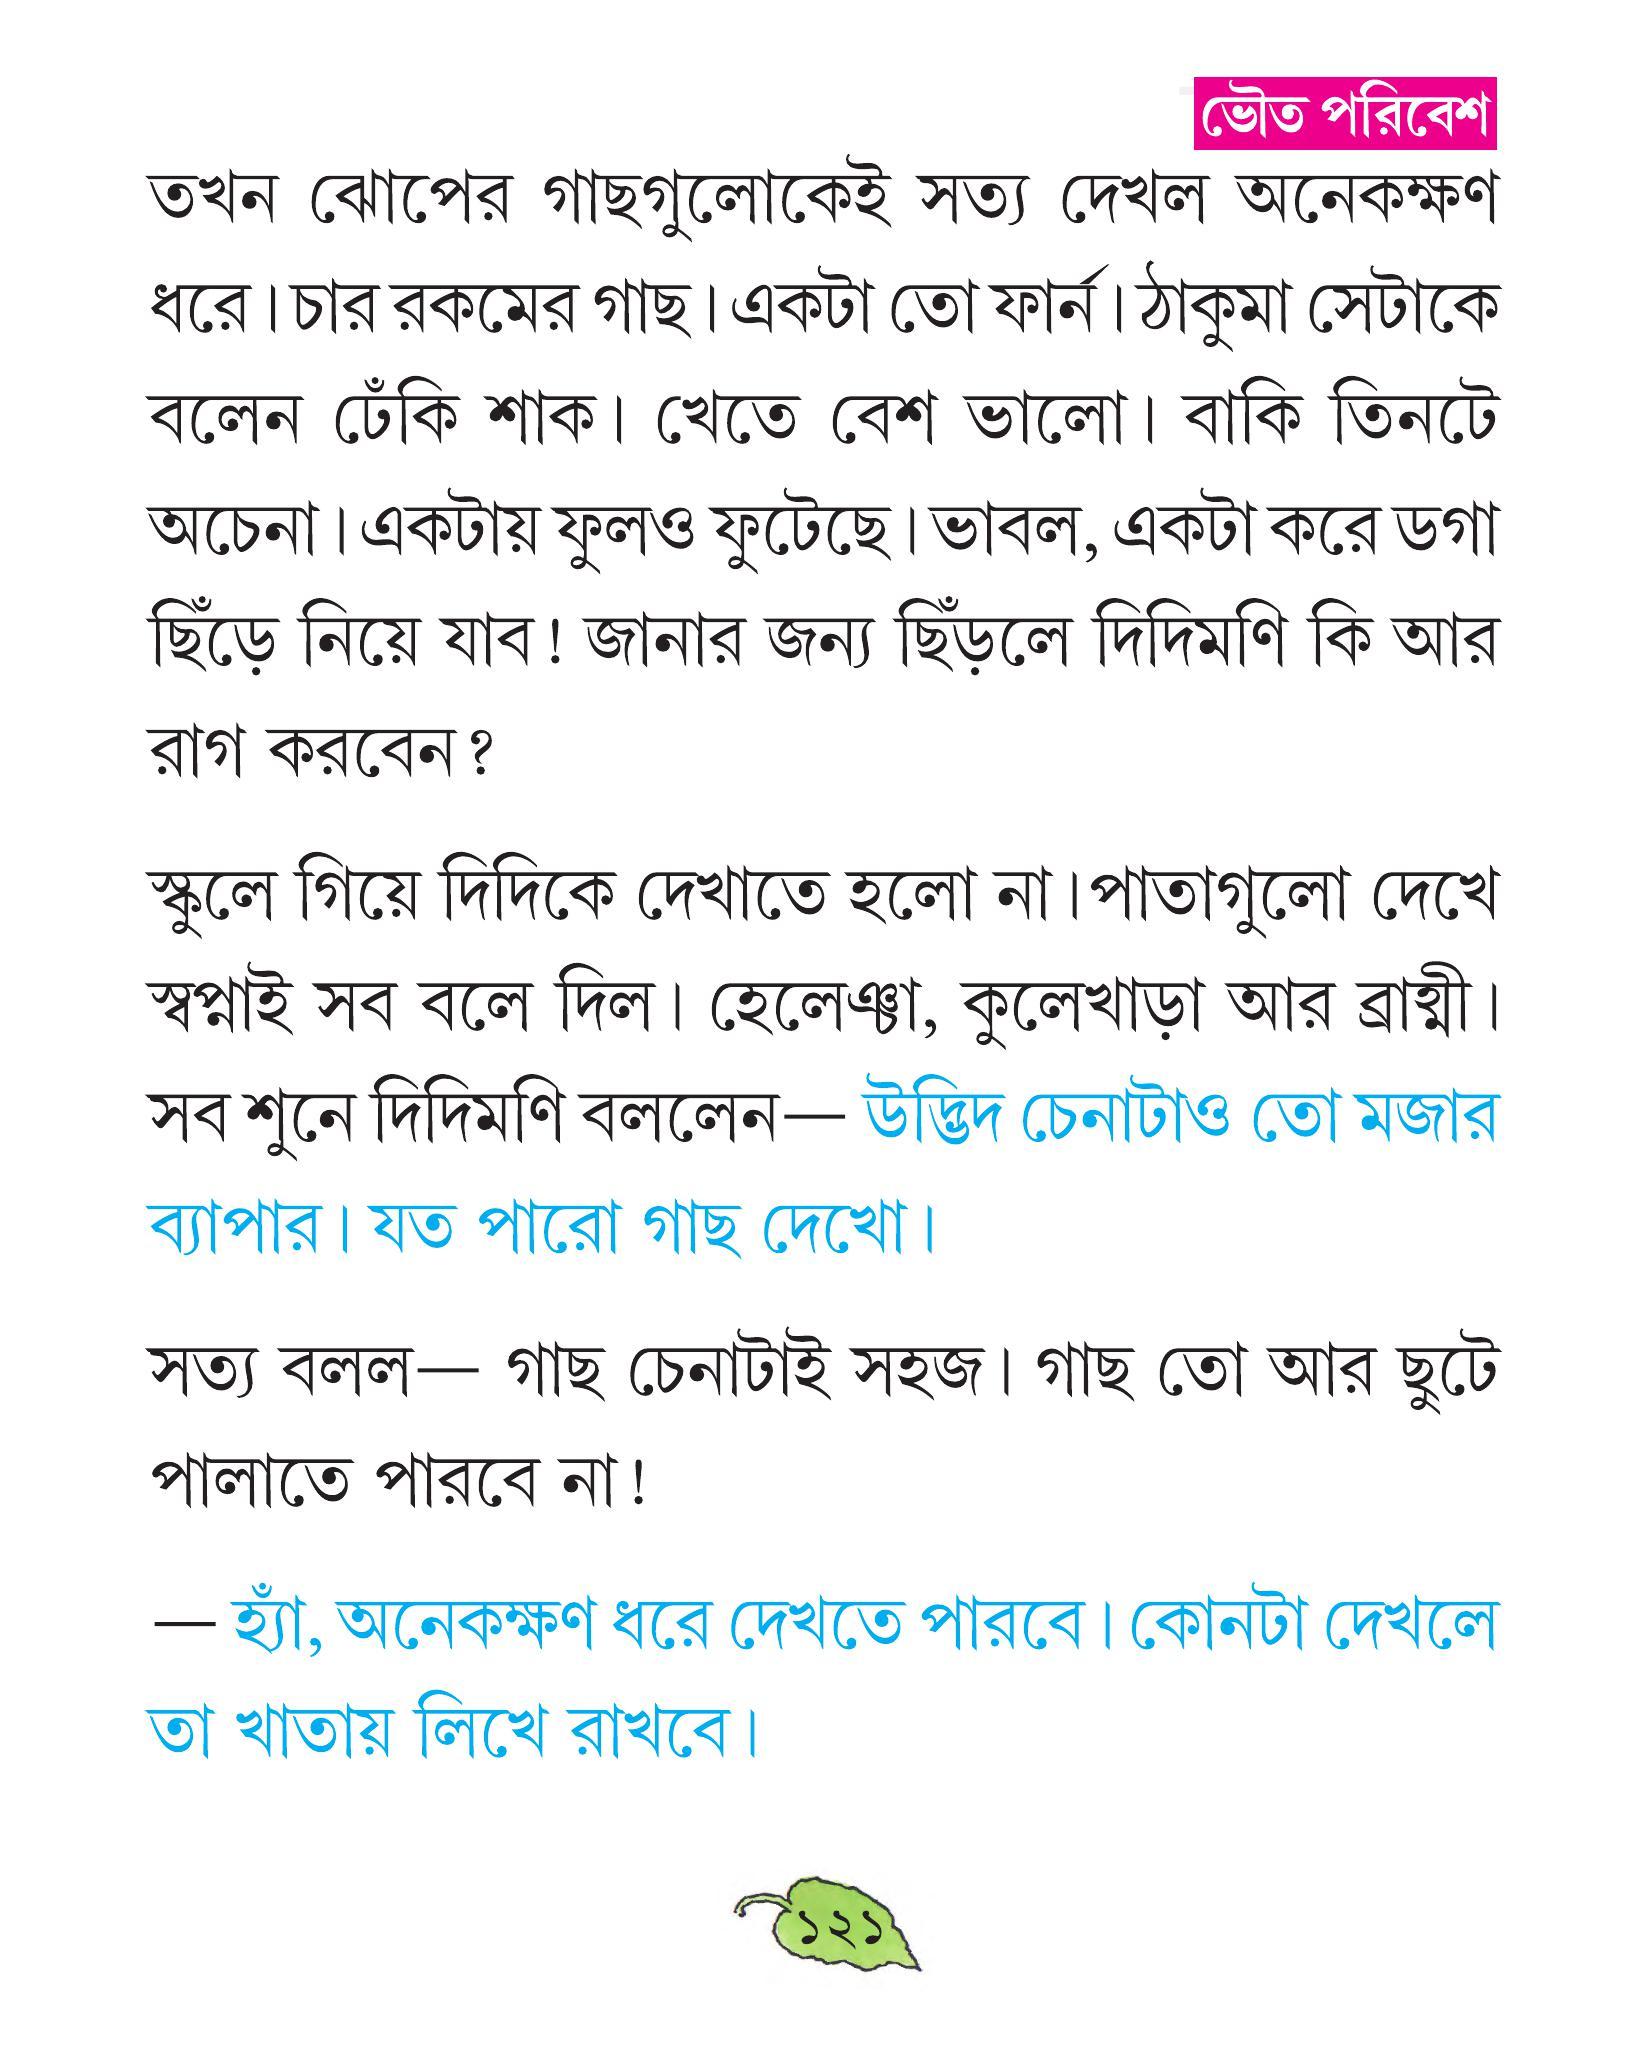 ভৌত পরিবেশ
তখন ঝোপের গাছগুলোকেই সত্য দেখল অনেকক্ষণ
ধরে। চার রকমের গাছ। একটা তো ফার্ন। ঠাকুমা সেটাকে
বলেন ঢেঁকি শাক। খেতে বেশ ভালো। বাকি তিনটে
অচেনা। একটায় ফুলও ফুটেছে। ভাবল, একটা করে ডগা
ছিঁড়ে নিয়ে যাব! জানার জন্য ছিঁড়লে দিদিমণি কি আর
রাগ করবেন?
স্কুলে গিয়ে দিদিকে দেখাতে হলো না। পাতাগুলো দেখে
স্বপ্নাই সব বলে দিল। হেলেঞ্চা, কুলেখাড়া আর ব্রাহ্মী।
সব শুনে দিদিমণি বললেন— উদ্ভিদ চেনাটাও তো মজার
ব্যাপার। যত পারো গাছ দেখো।
সত্য বলল— গাছ চেনাটাই সহজ। গাছ তো আর ছুটে
পালাতে পারবে না!
— হ্যাঁ, অনেকক্ষণ ধরে দেখতে পারবে। কোনটা দেখলে
তা খাতায় লিখে রাখবে।
১২১